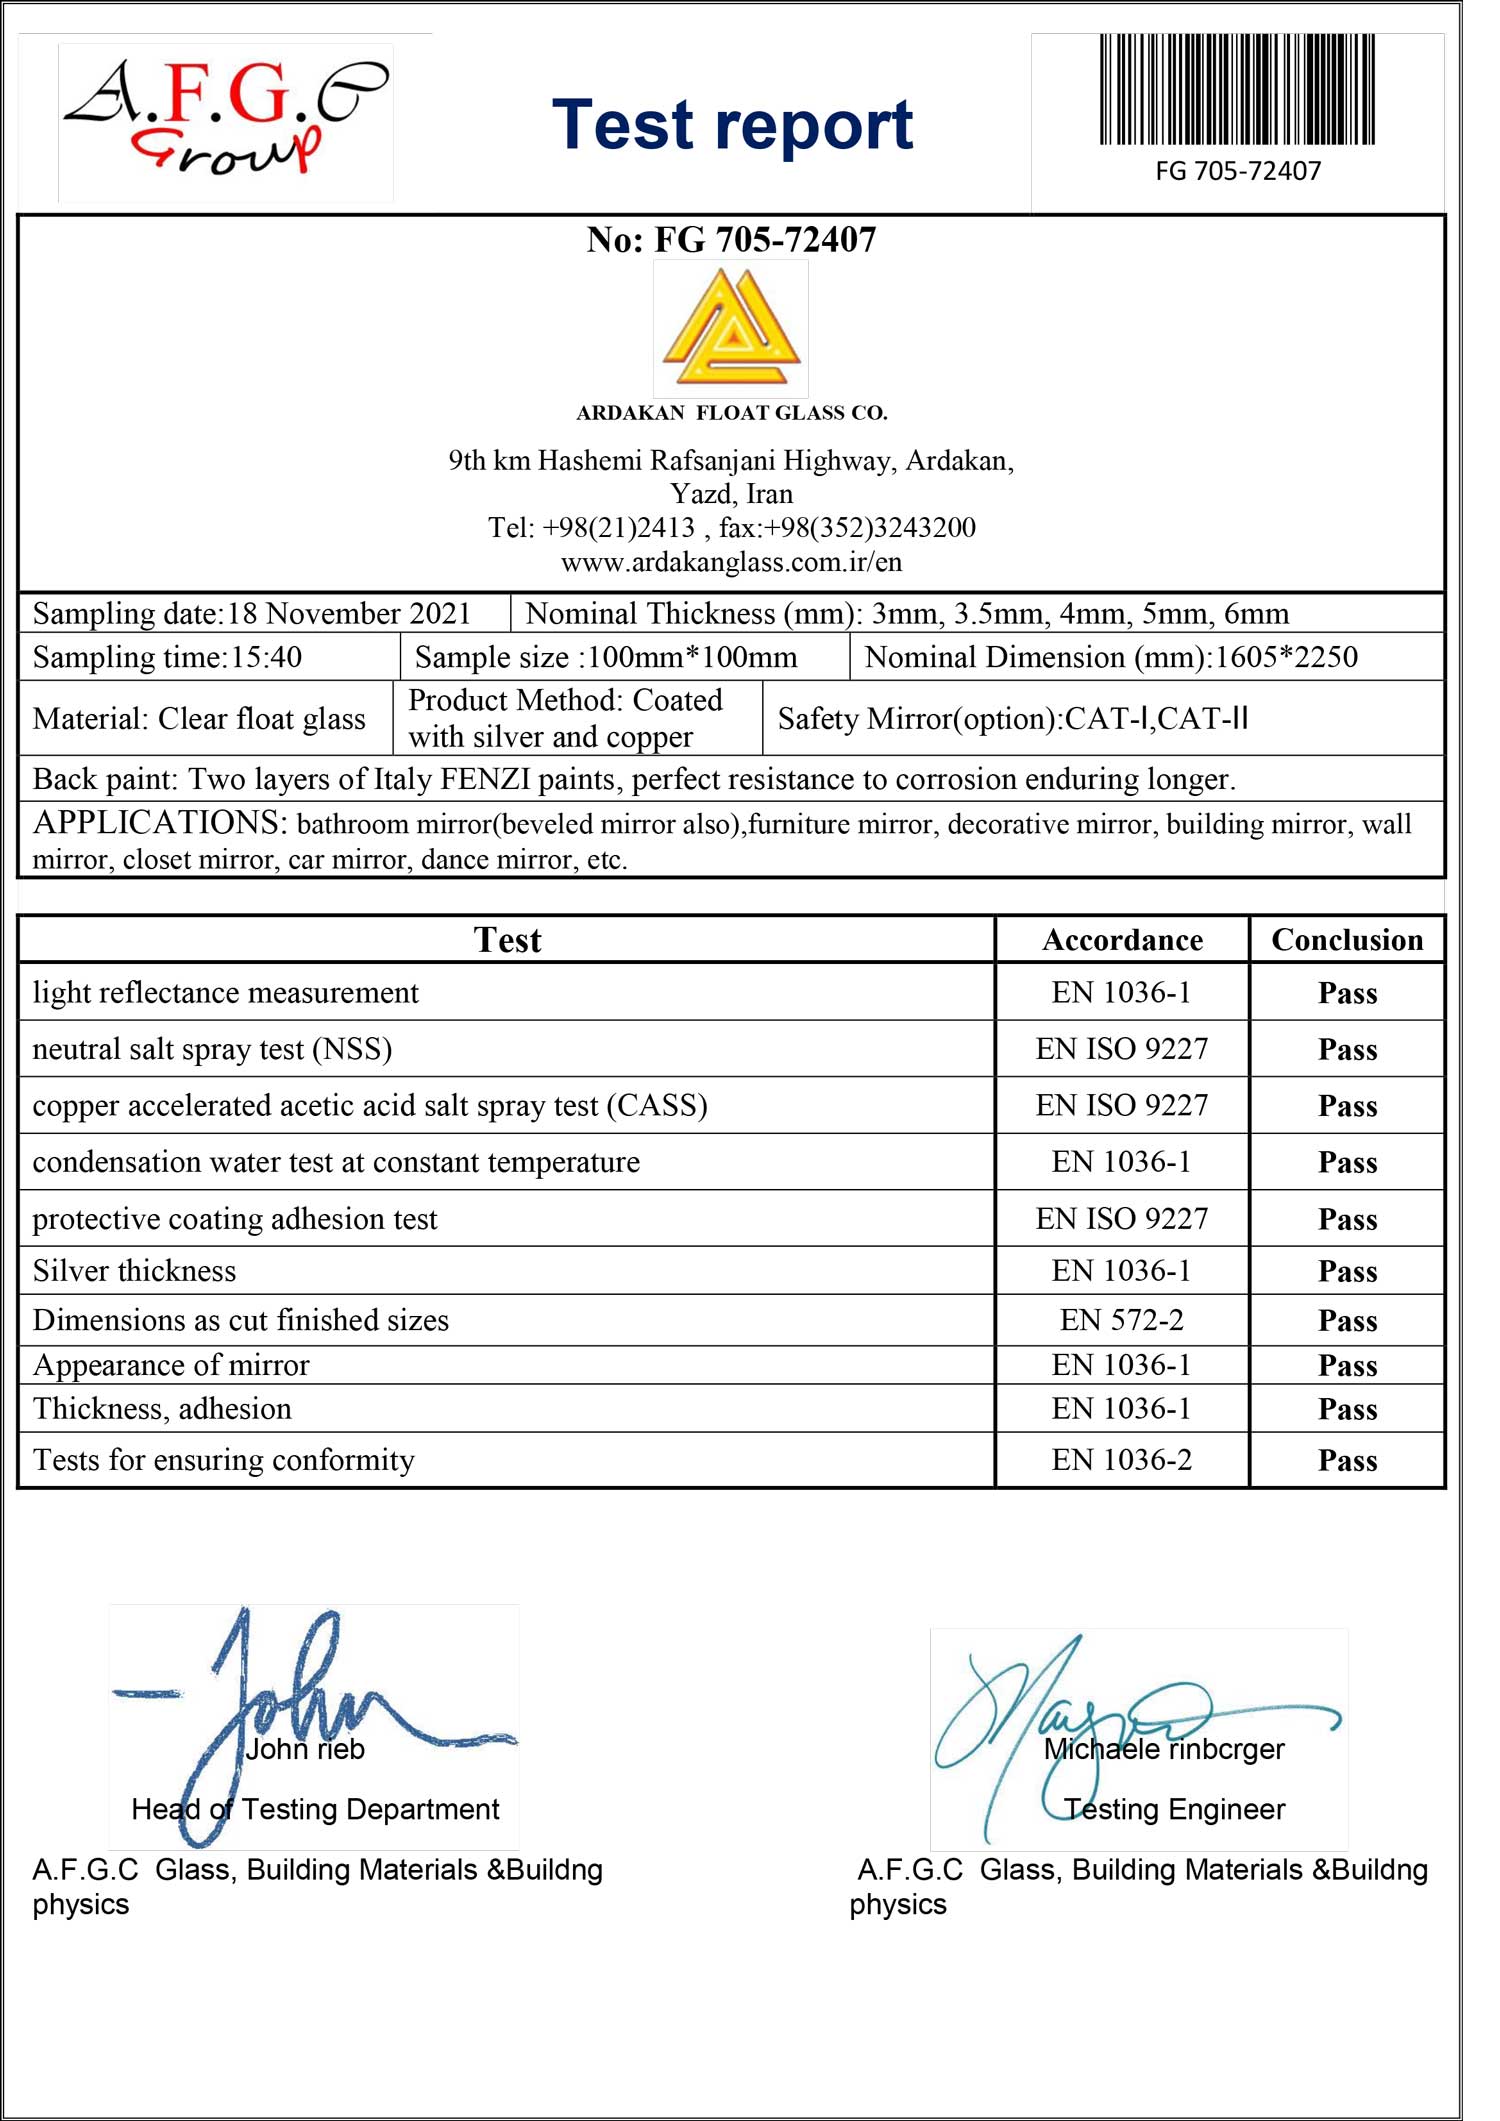 A.F.G.C
Group
Test report
FG 705-72407
No: FG 705-72407
ARDAKAN FLOAT GLASS CO.
9th km Hashemi Rafsanjani Highway, Ardakan,
Yazd, Iran
Tel: +98(21)2413 , fax:+98(352)3243200
www.ardakanglass.com.ir/en
Sampling date:18 November 2021 Nominal Thickness (mm): 3mm, 3.5mm, 4mm, 5mm, 6mm
Sampling time:15:40 Sample size :100mm*100mm Nominal Dimension (mm):1605*2250
Material: Clear float glass Product Method: Coated
with silver and copper Safety Mirror(option):CAT-I,CAT-II
Back paint: Two layers of Italy FENZI paints, perfect resistance to corrosion enduring longer.
APPLICATIONS: bathroom mirror(beveled mirror also),furniture mirror, decorative mirror, building mirror, wall
mirror, closet mirror, car mirror, dance mirror, etc.
Test Accordance Conclusion
light reflectance measurement EN 1036-1 Pass
neutral salt spray test (NSS) EN ISO 9227 Pass
copper accelerated acetic acid salt spray test (CASS) EN ISO 9227 Pass
condensation water test at constant temperature EN 1036-1 Pass
protective coating adhesion test EN ISO 9227 Pass
Silver thickness EN 1036-1 Pass
Dimensions as cut finished sizes EN 572-2 Pass
Appearance of mirror EN 1036-1 Pass
Thickness, adhesion EN 1036-1 Pass
Tests for ensuring conformity EN 1036-2 Pass
John
John rieb
Head of Testing Department
A.F.G.C Glass, Building Materials &Buildng
physics
Michaele rinbcrger
Testing Engineer
A.F.G.C Glass, Building Materials &Buildng
physics